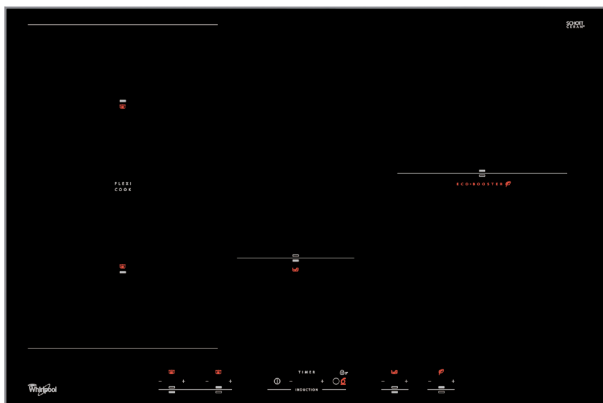 SCHOTT
CERAN®
FLEXI
COOK
ECOBOOSTER
TIMER
INDUCTION
Whirlpool